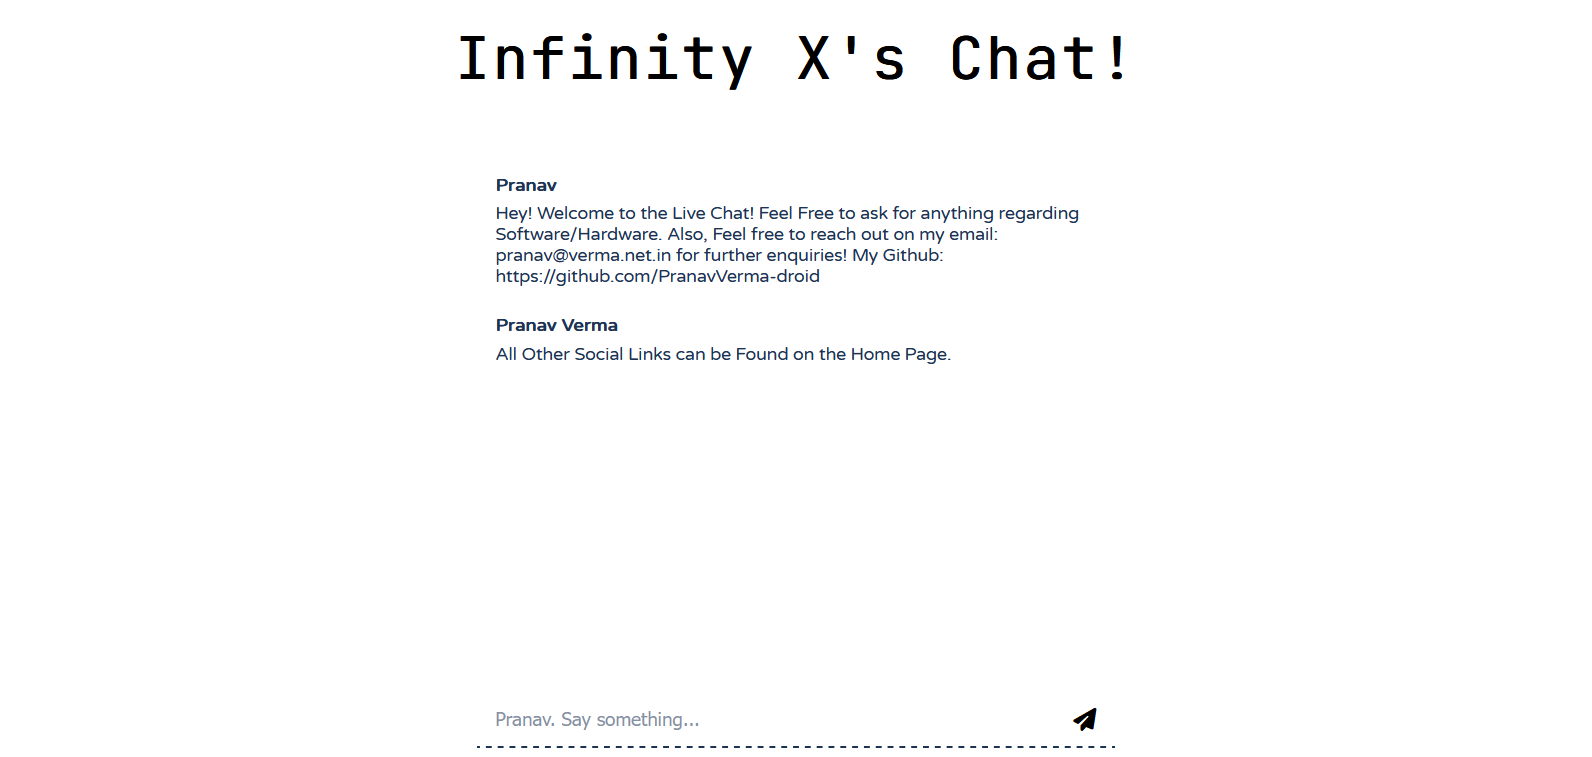 Infinity X's Chat!
Pranav
Hey! Welcome to the Live Chat! Feel Free to ask for anything regarding
Software/Hardware. Also, Feel free to reach out on my email:
pranav@verma.net.in for further enquiries! My Github:
https://github.com/PranavVerma-droid
Pranav Verma
All Other Social Links can be Found on the Home Page.
Pranav. Say something...